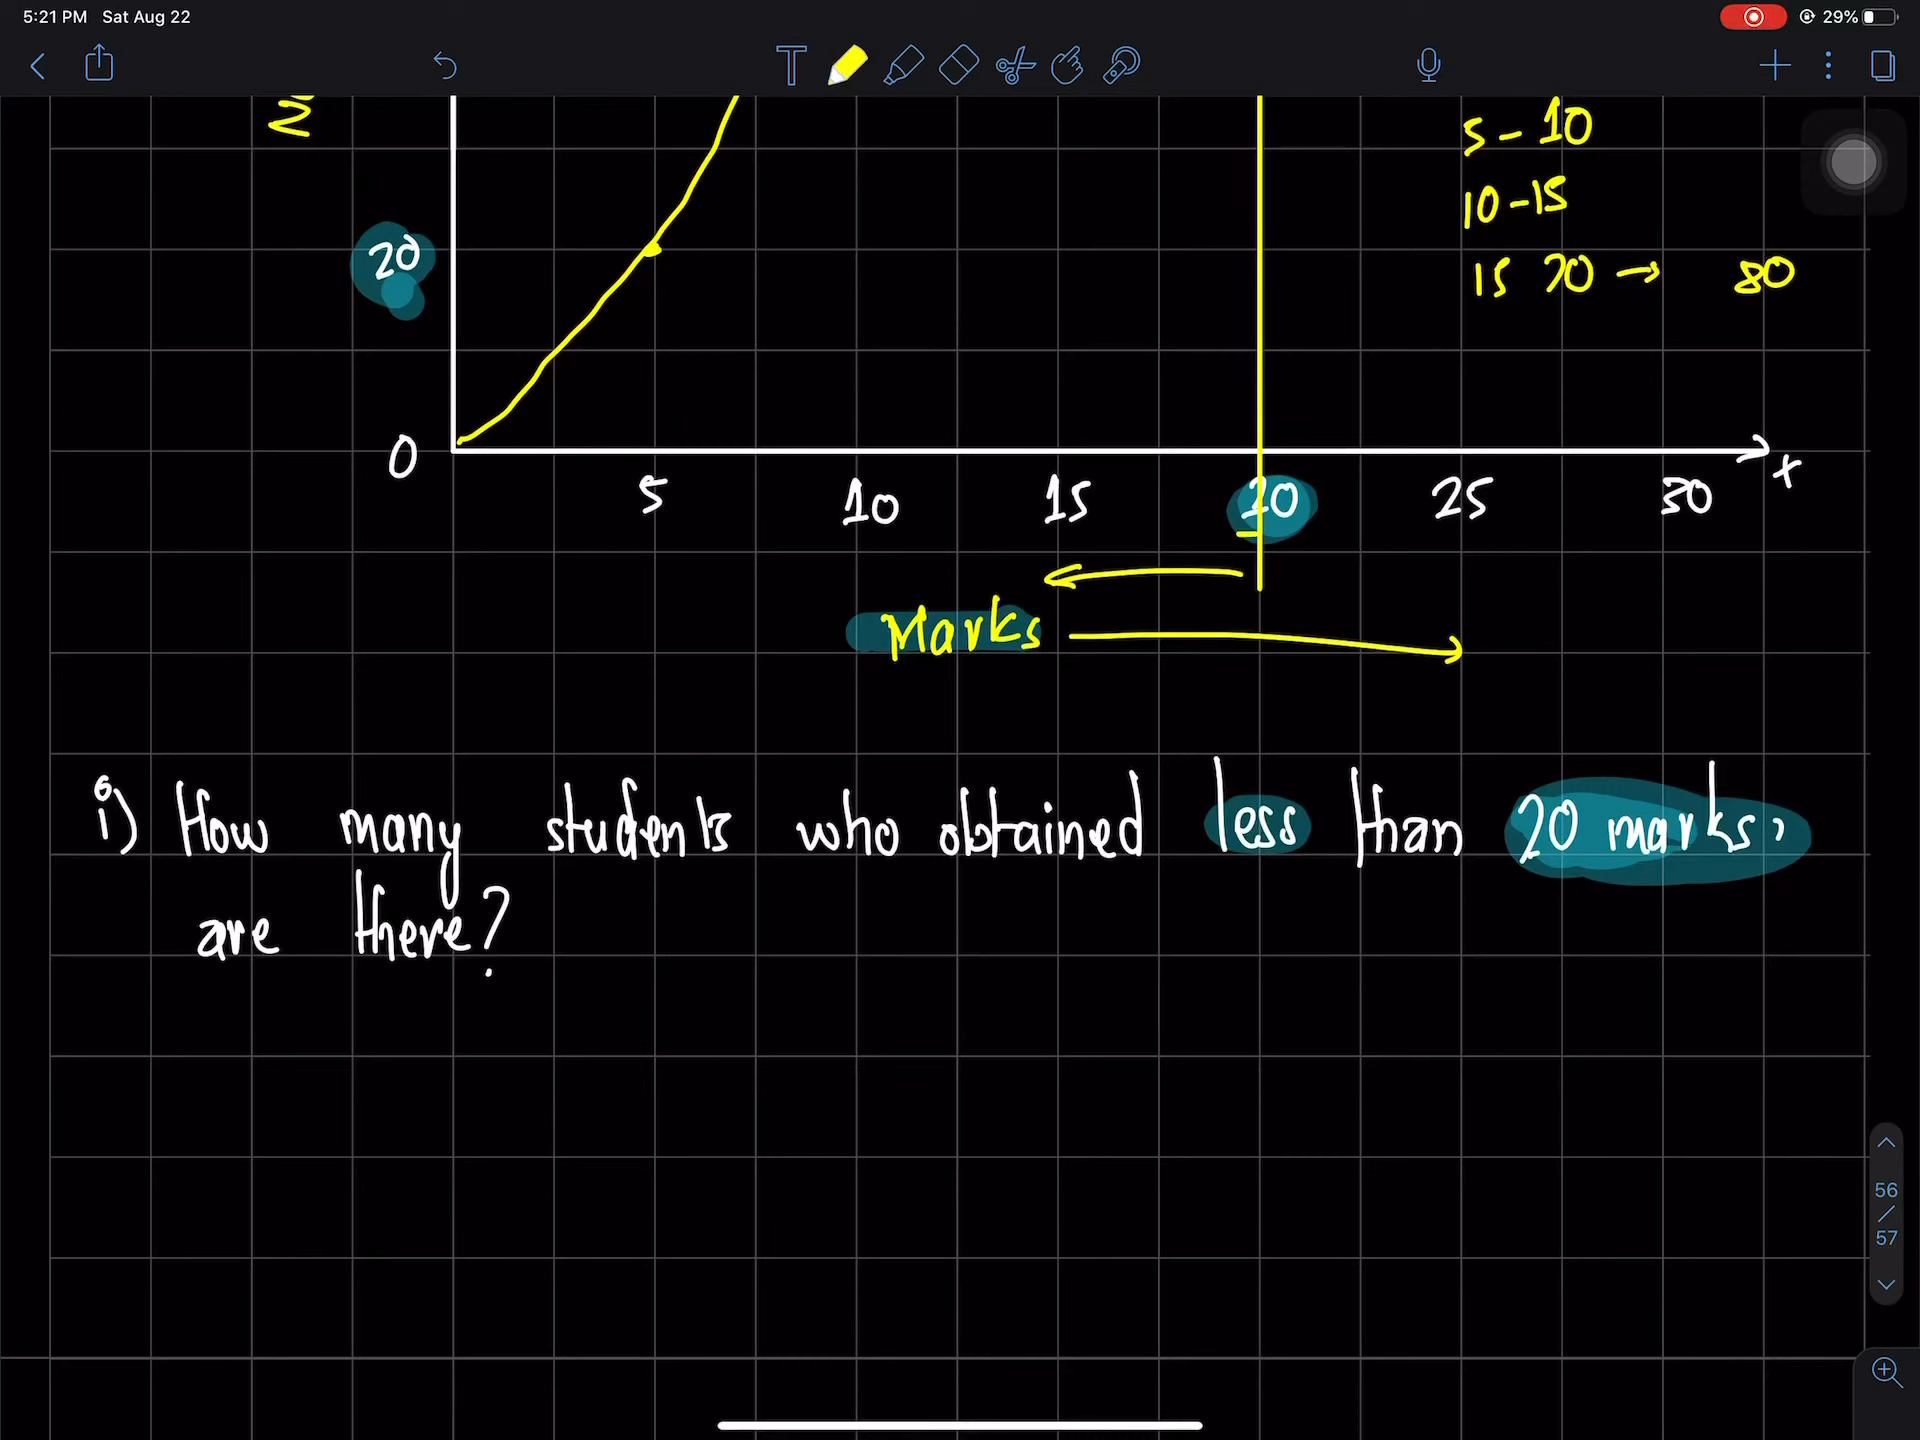 5:21 PM Sat Aug 22
29%
5 - 10
10 - 15
15 20 → 80
20
0
5 10 15 20 25 30 x
Marks
i) How many students who obtained less than 20 marks,
are there?
56
/
57